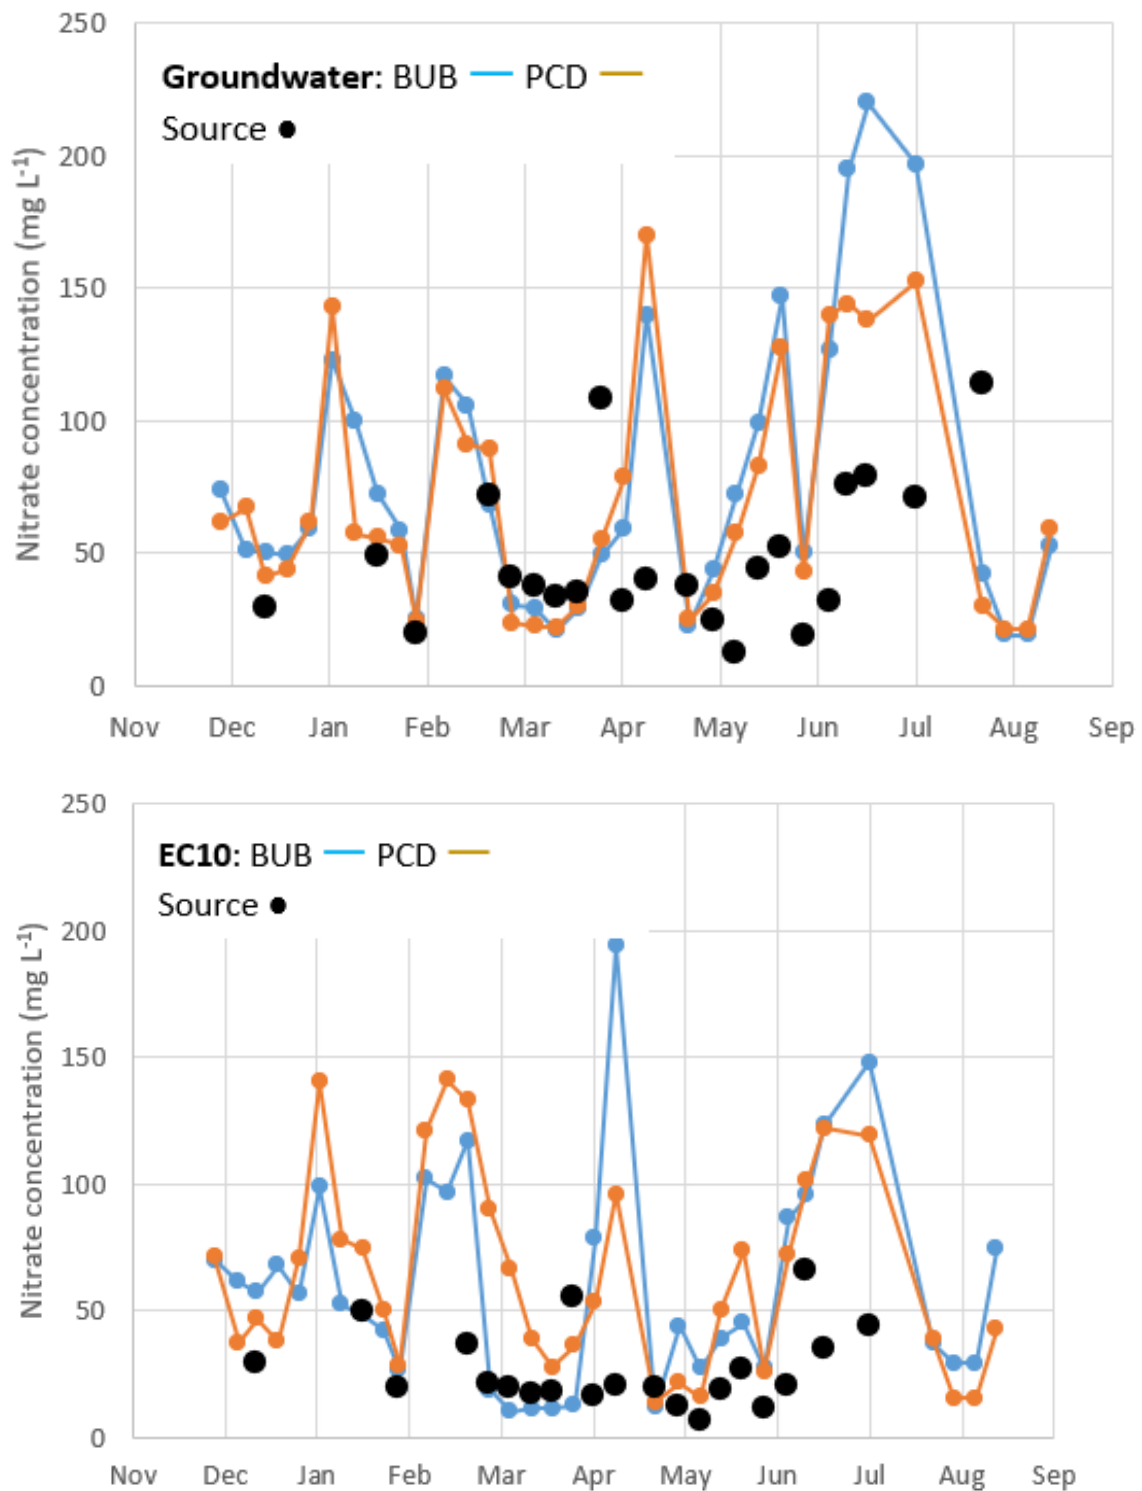 250
Groundwater: BUB PCD
Source
200
150
100
50
0
Nitrate concentration (mg L⁻¹)
Nov Dec Jan Feb Mar Apr May Jun Jul Aug Sep
250
EC10: BUB PCD
Source
200
150
100
50
0
Nitrate concentration (mg L⁻¹)
Nov Dec Jan Feb Mar Apr May Jun Jul Aug Sep